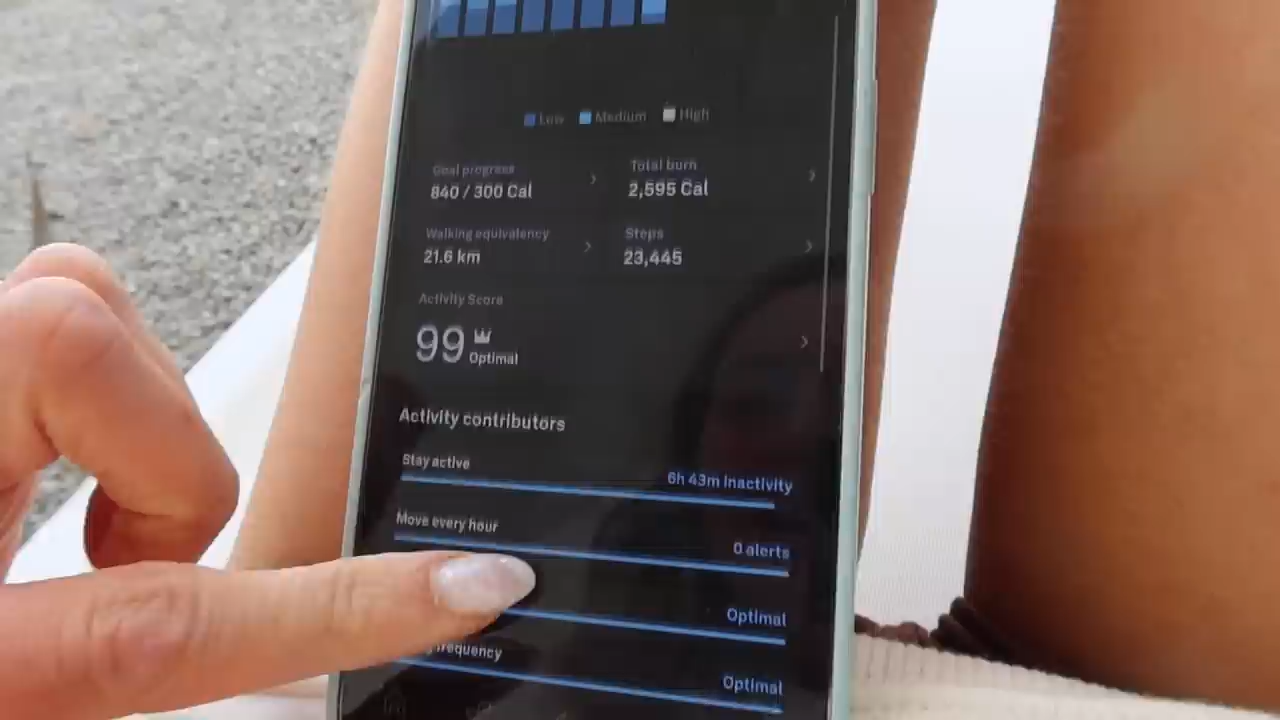 Low Medium High
Goal progress
840 / 300 Cal
Total burn
2,595 Cal
Walking equivalency
21.6 km
Steps
23,445
Activity Score
99 Optimal
Activity contributors
Stay active 6h 43m Inactivity
Move every hour 0 alerts
Optimal
frequency Optimal